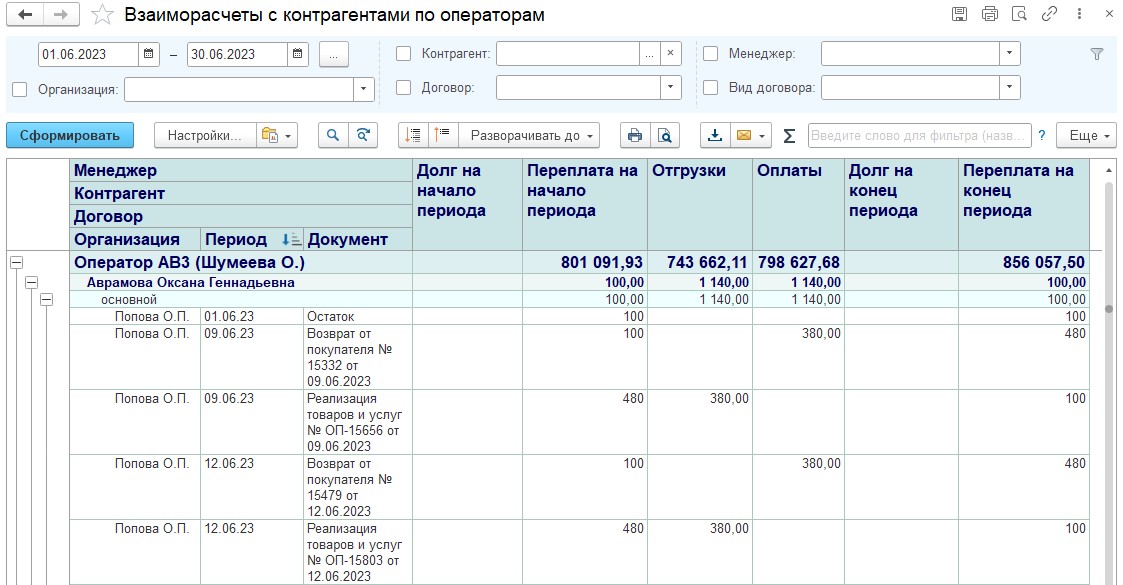 Взаиморасчеты с контрагентами по операторам
01.06.2023 – 30.06.2023 ... Контрагент: ... × Менеджер:
Организация: Договор: Вид договора:
Сформировать Настройки... Разворачивать до Σ Введите слово для фильтра (назв... ? Еще
Менеджер
Контрагент
Договор
Организация Период Документ
Долг на
начало
периода
Переплата на
начало
периода
Отгрузки
Оплаты
Долг на
конец
периода
Переплата на
конец
периода
Оператор АВ3 (Шумеева О.) 801 091,93 743 662,11 798 627,68 856 057,50
Аврамова Оксана Геннадьевна 100,00 1 140,00 1 140,00 100,00
основной 100,00 1 140,00 1 140,00 100,00
Попова О.П. 01.06.23 Остаток 100 100
Попова О.П. 09.06.23 Возврат от 100 380,00 480
покупателя №
15332 от
09.06.2023
Попова О.П. 09.06.23 Реализация 480 380,00 100
товаров и услуг
№ ОП-15656 от
09.06.2023
Попова О.П. 12.06.23 Возврат от 100 380,00 480
покупателя №
15479 от
12.06.2023
Попова О.П. 12.06.23 Реализация 480 380,00 100
товаров и услуг
№ ОП-15803 от
12.06.2023